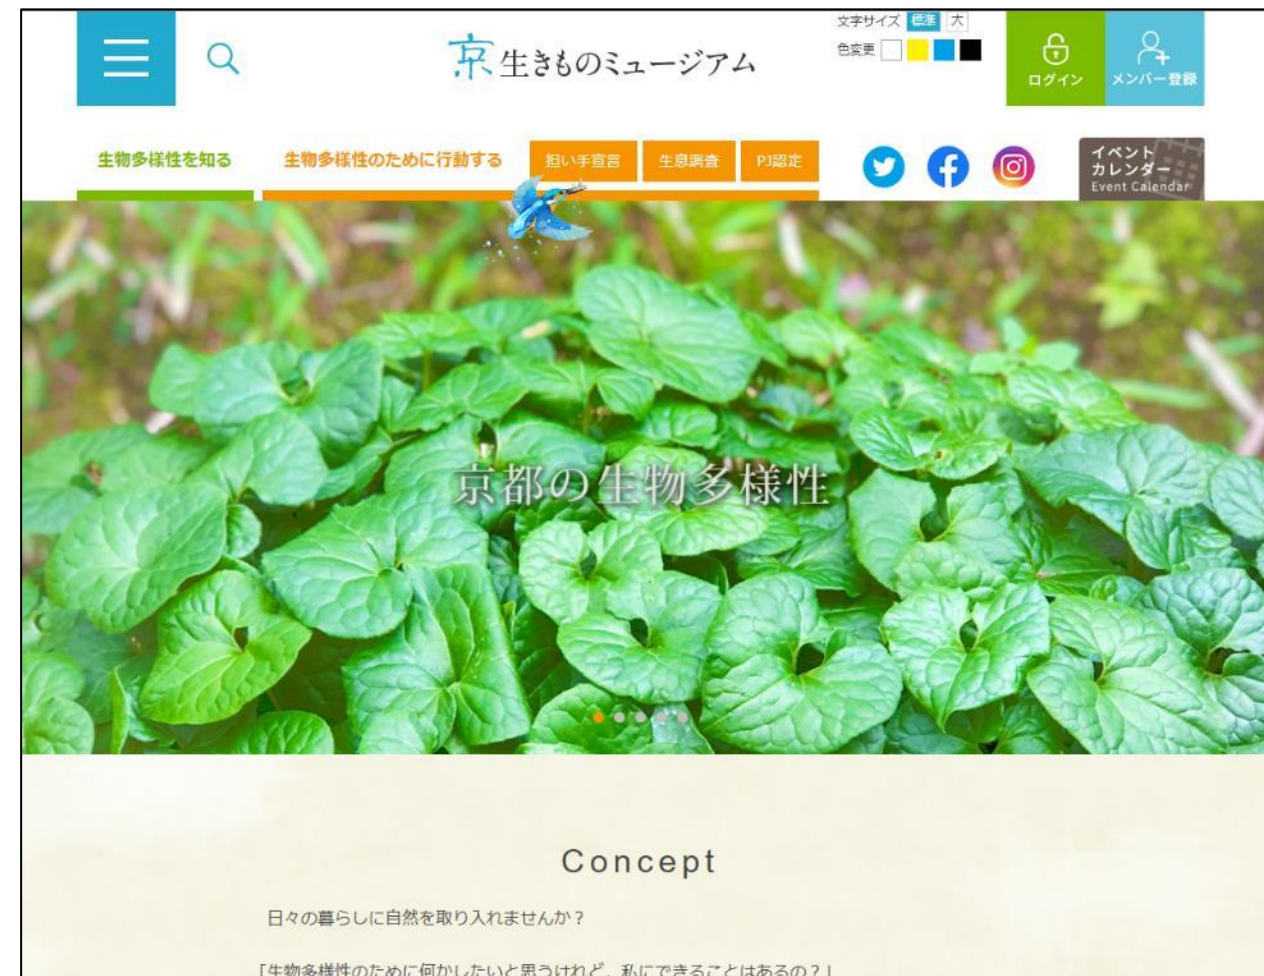 京生きものミュージアム
文字サイズ 標準 大
色変更
ログイン
メンバー登録
生物多様性を知る
生物多様性のために行動する
担い手宣言
生息調査
PJ認定
イベント
カレンダー
Event Calendar
京都の生物多様性
Concept
日々の暮らしに自然を取り入れませんか？
「生物多様性のために何かしたいと思うけれど、私にできることはあるの？」